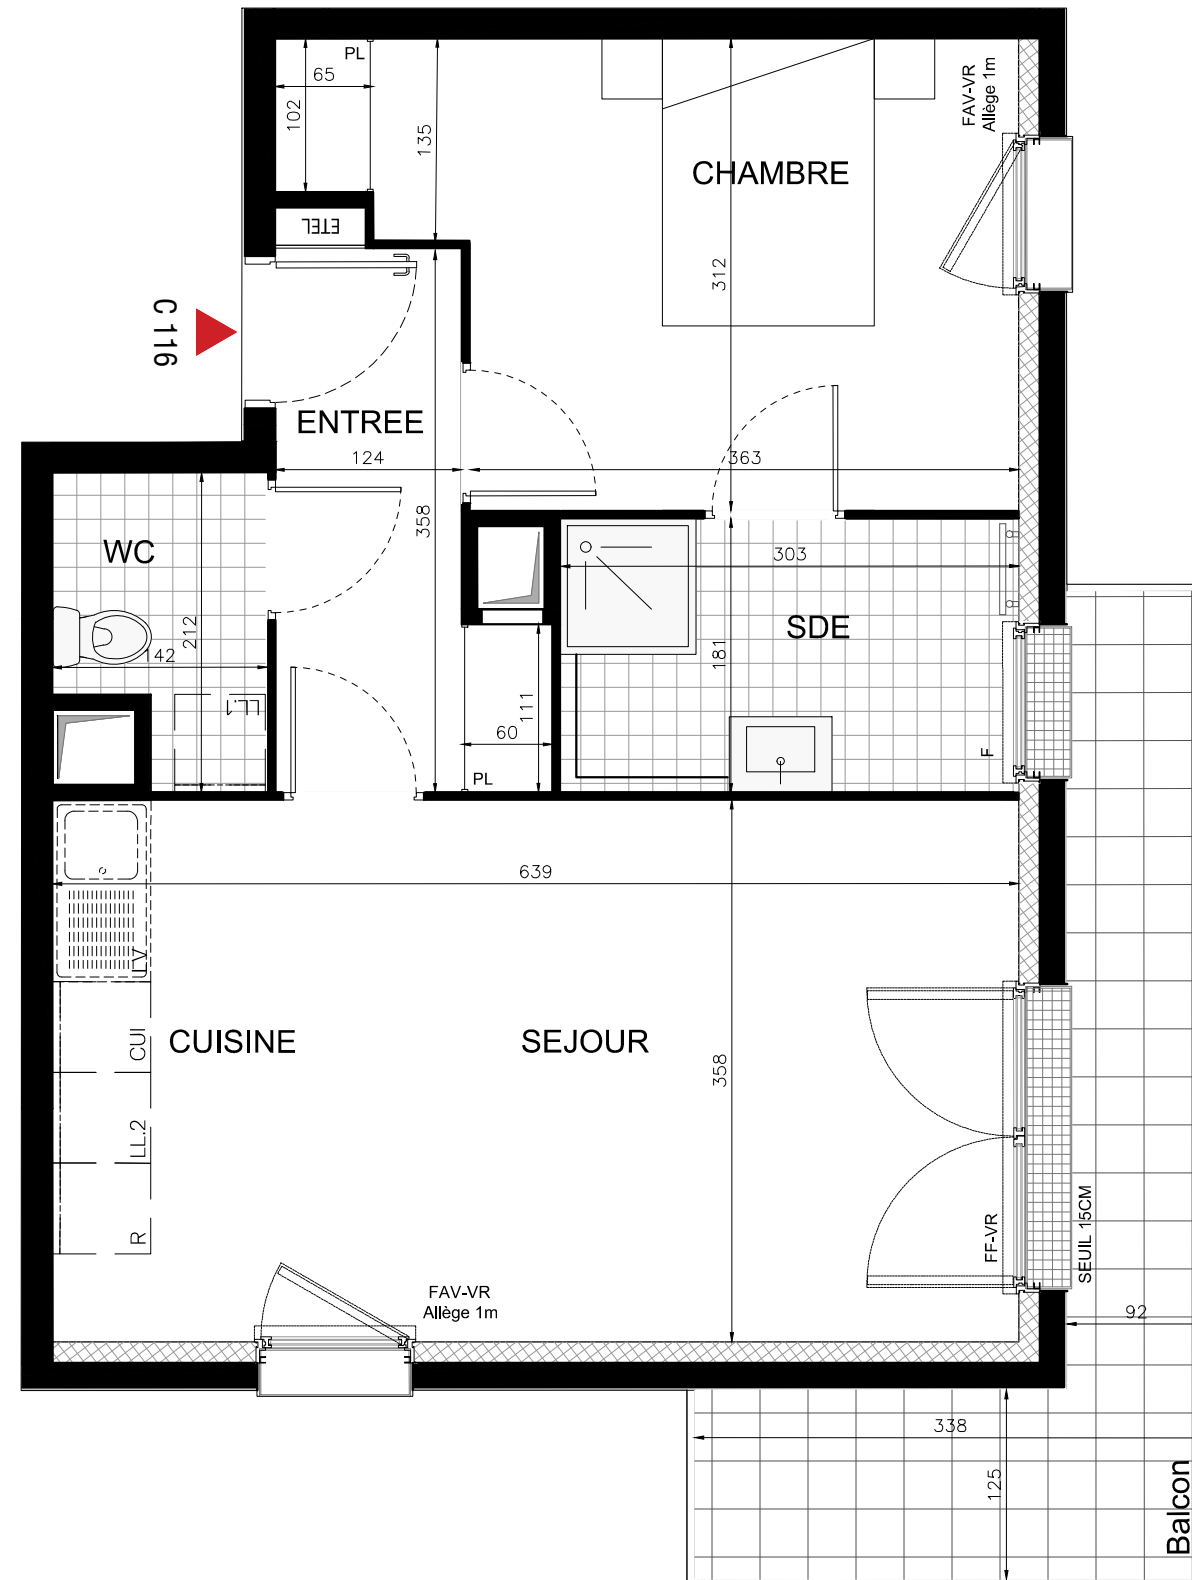 PL
65
102
135
FAV-VR
Allège 1m
CHAMBRE
ETEL
312
C 116
ENTREE
124
363
358
WC
303
SDE
212
142
181
LL.1
111
60
PL
F
639
LV
CUISINE
SEJOUR
CUI
358
LL.2
R
FAV-VR
Allège 1m
FF-VR
SEUIL 15CM
92
338
125
Balcon